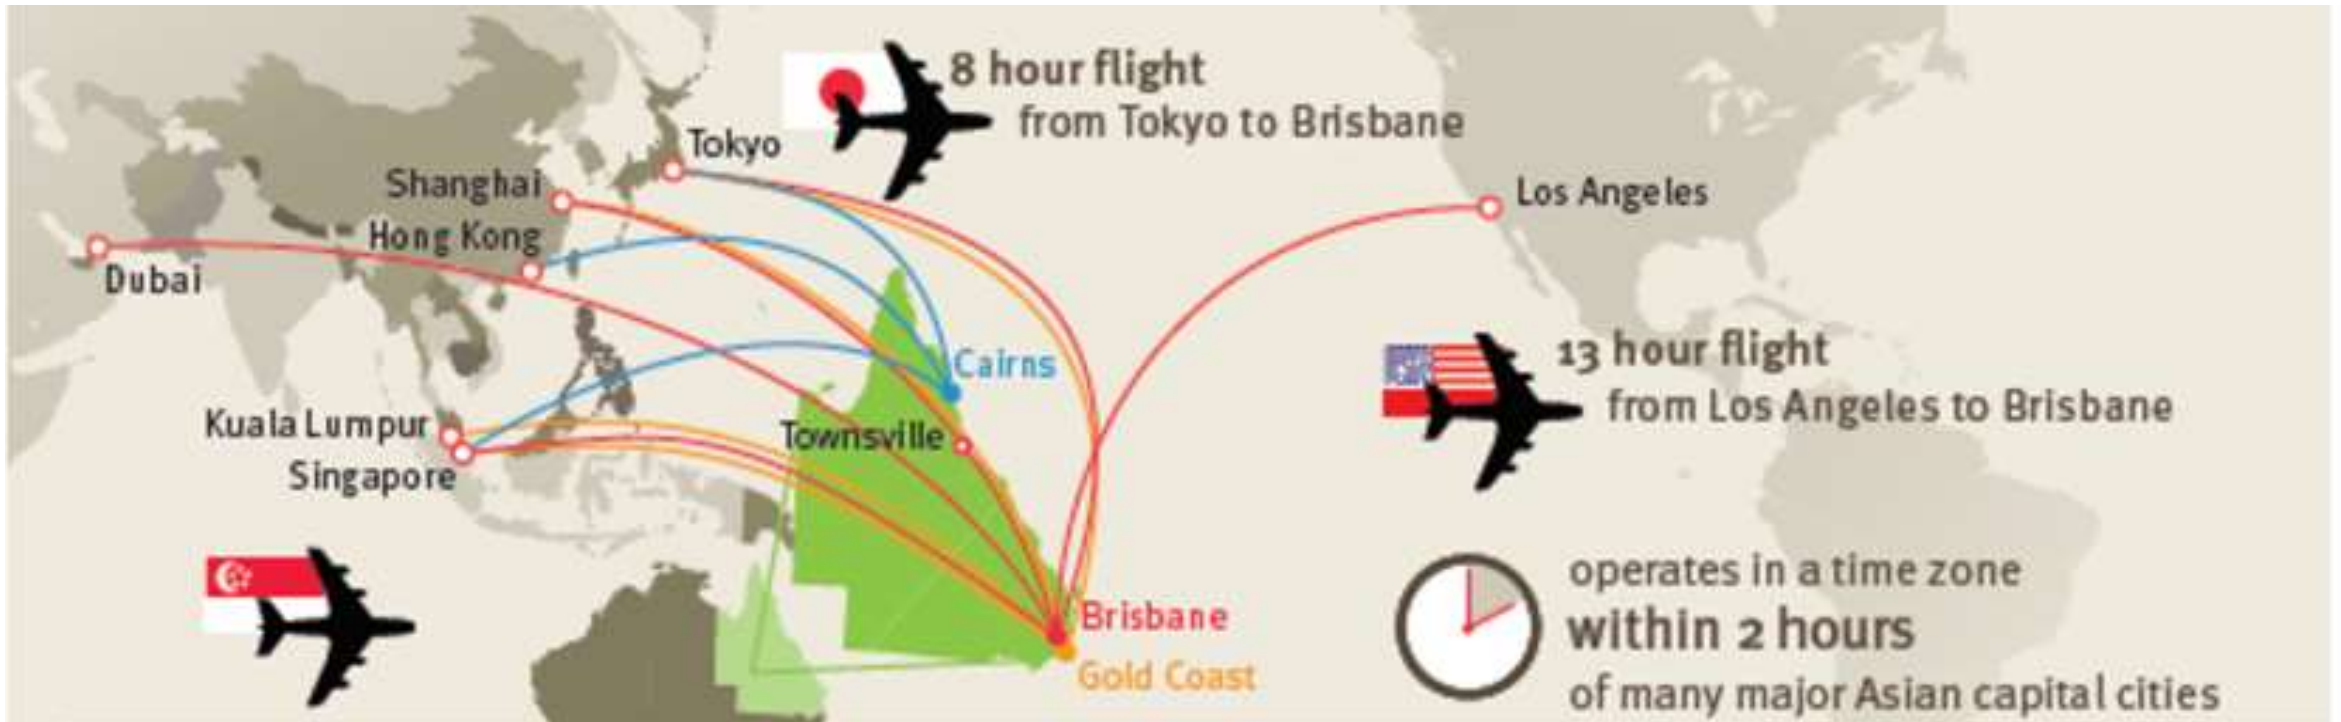 8 hour flight
from Tokyo to Brisbane
Tokyo
Shanghai
Hong Kong
Dubai
Los Angeles
Cairns
13 hour flight
from Los Angeles to Brisbane
Kuala Lumpur
Townsville
Singapore
Brisbane
Gold Coast
operates in a time zone
within 2 hours
of many major Asian capital cities